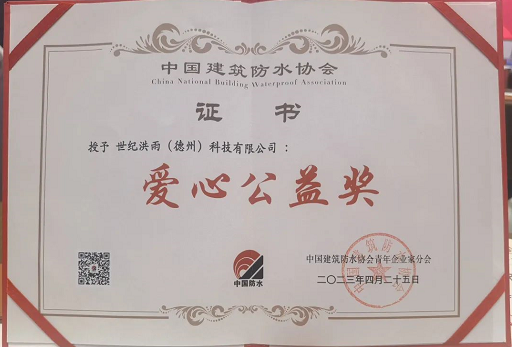 中国建筑防水协会
China National Building Waterproof Association
证 书
授予 世纪洪雨（德州）科技有限公司：
爱心公益奖
中国防水
中国建筑防水协会青年企业家分会
二〇二三年四月二十五日